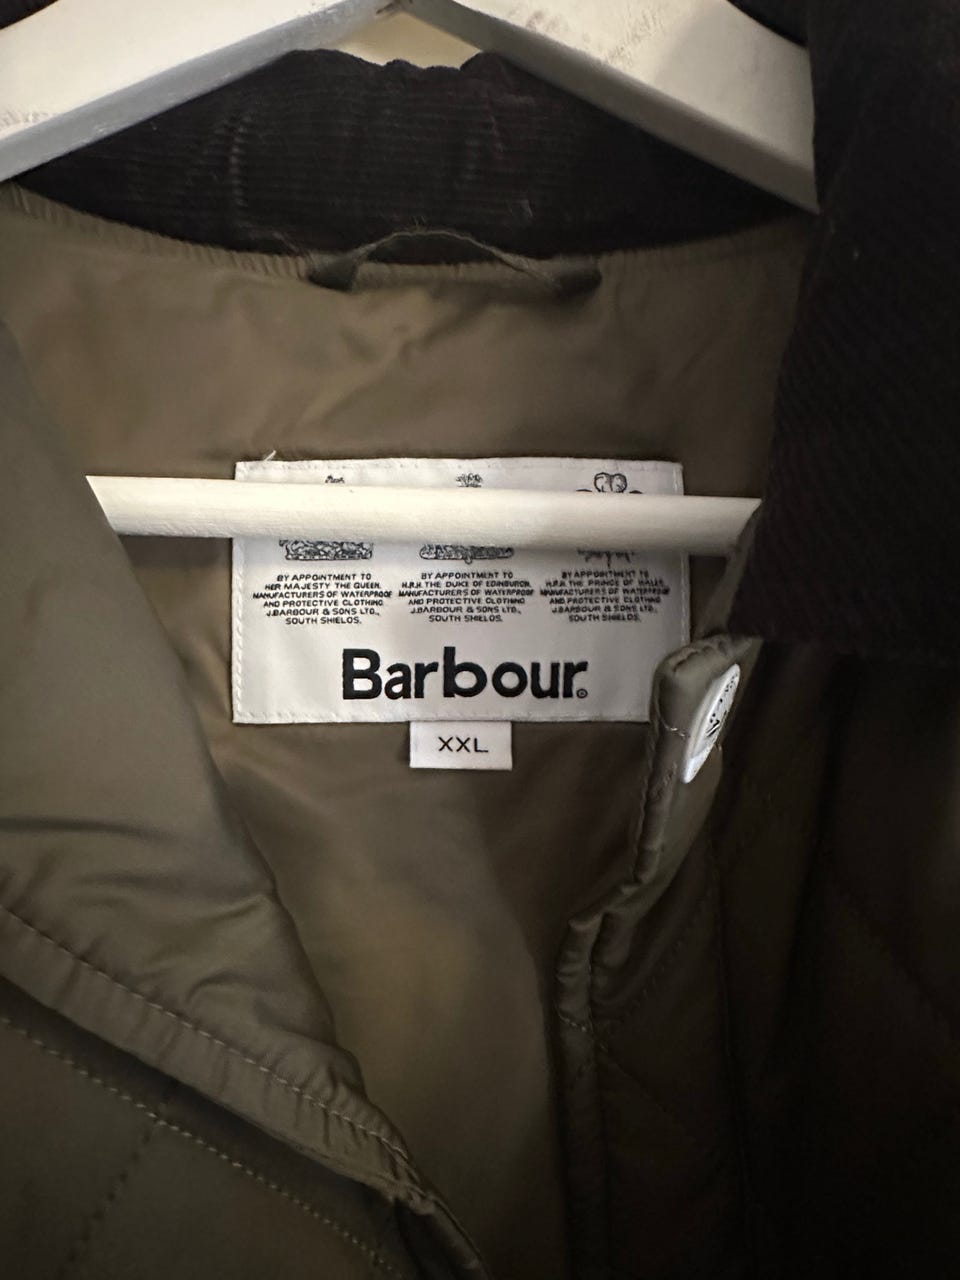 BY APPOINTMENT TO
HER MAJESTY THE QUEEN,
MANUFACTURERS OF WATERPROOF
AND PROTECTIVE CLOTHING
J.BARBOUR & SONS LTD.,
SOUTH SHIELDS.
BY APPOINTMENT TO
H.R.H. THE DUKE OF EDINBURGH,
MANUFACTURERS OF WATERPROOF
AND PROTECTIVE CLOTHING
J.BARBOUR & SONS LTD.,
SOUTH SHIELDS.
BY APPOINTMENT TO
H.R.H. THE PRINCE OF WALES,
MANUFACTURERS OF WATERPROOF
AND PROTECTIVE CLOTHING
J.BARBOUR & SONS LTD.,
SOUTH SHIELDS.
Barbour®
XXL